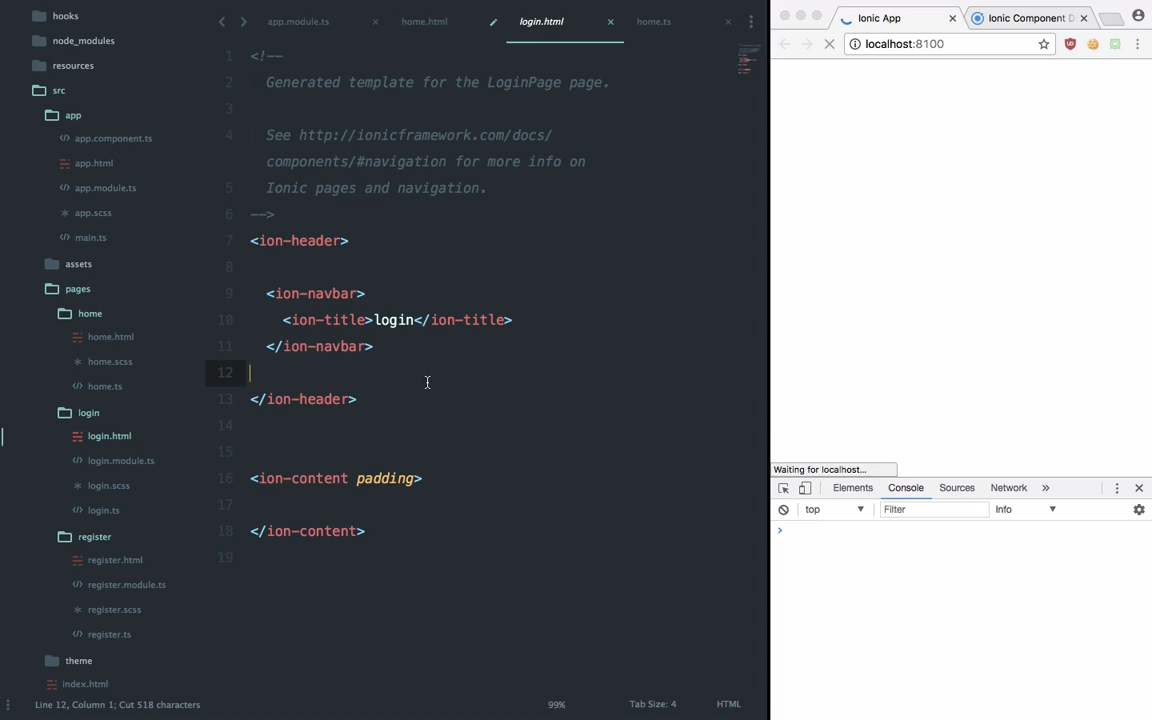 hooks
node_modules
resources
src
app
app.component.ts
app.html
app.module.ts
app.scss
main.ts
assets
pages
home
home.html
home.scss
home.ts
login
login.html
login.module.ts
login.scss
login.ts
register
register.html
register.module.ts
register.scss
register.ts
theme
index.html
app.module.ts
home.html
login.html
home.ts
1 <!--
2 Generated template for the LoginPage page.
3
4 See http://ionicframework.com/docs/
components/#navigation for more info on
5 Ionic pages and navigation.
6 -->
7 <ion-header>
8
9 <ion-navbar>
10 <ion-title>login</ion-title>
11 </ion-navbar>
12
13 </ion-header>
14
15
16 <ion-content padding>
17
18 </ion-content>
19
Line 12, Column 1; Cut 518 characters
99%
Tab Size: 4
HTML
Ionic App
Ionic Component D
localhost:8100
Waiting for localhost...
Elements Console Sources Network »
top Filter Info